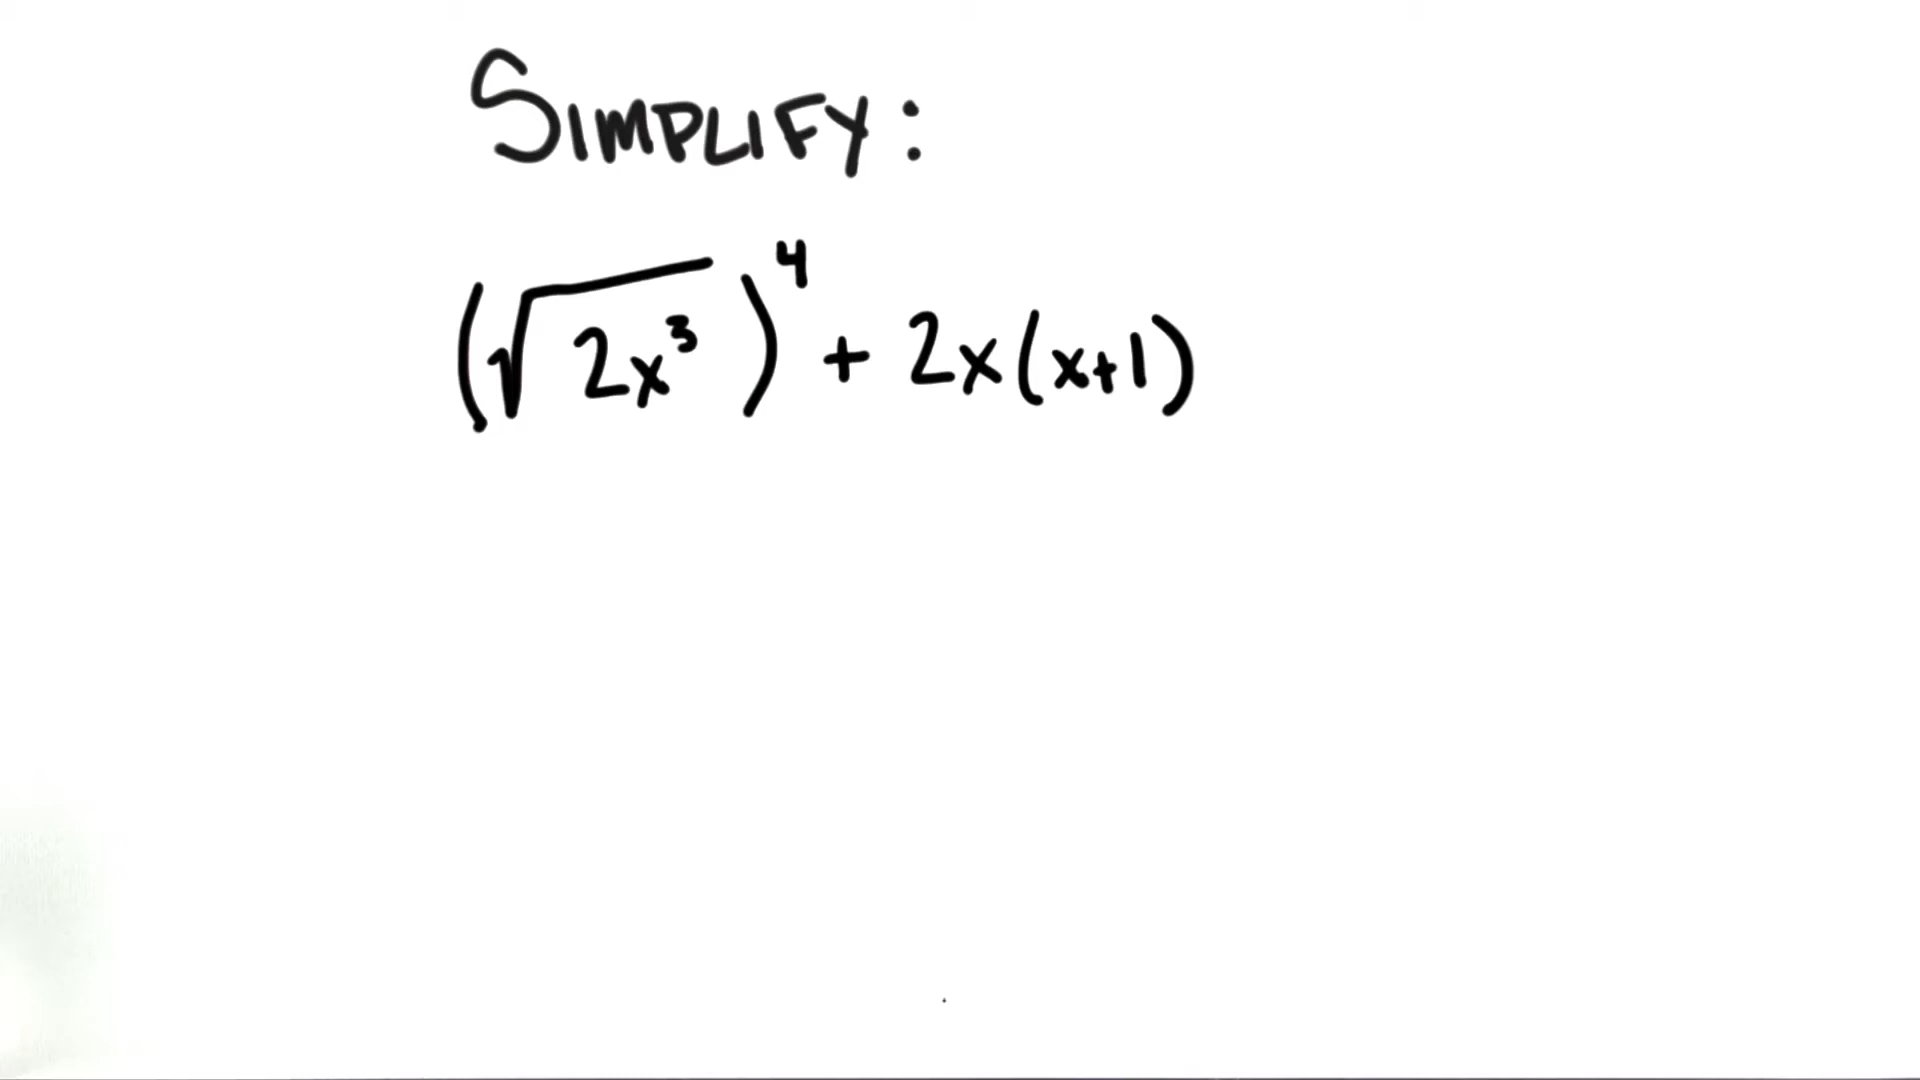 SIMPLIFY:
(√2x³)⁴ + 2x(x+1)